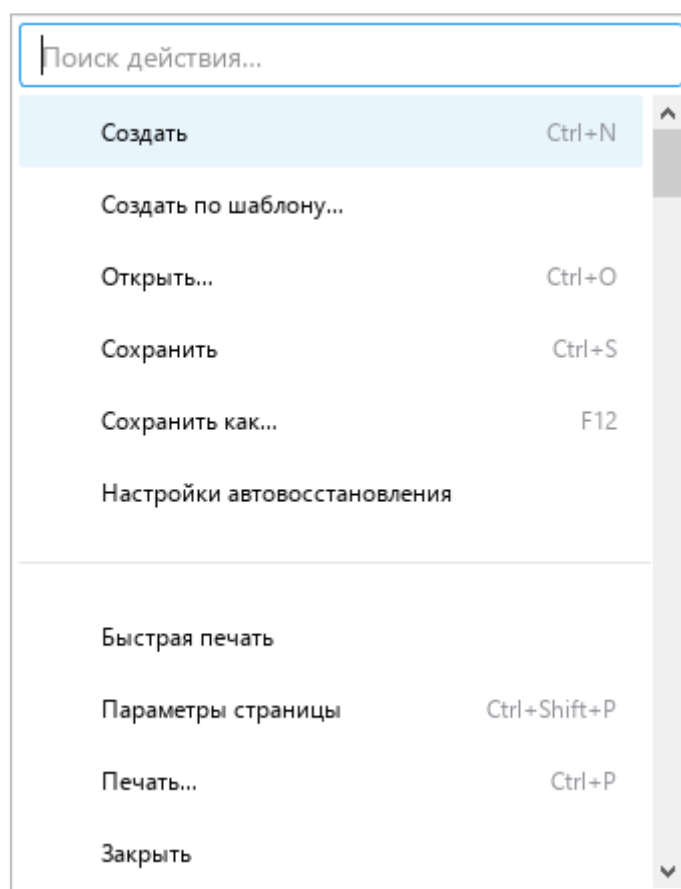 Поиск действия...
Создать Ctrl+N
Создать по шаблону...
Открыть... Ctrl+O
Сохранить Ctrl+S
Сохранить как... F12
Настройки автовосстановления
Быстрая печать
Параметры страницы Ctrl+Shift+P
Печать... Ctrl+P
Закрыть